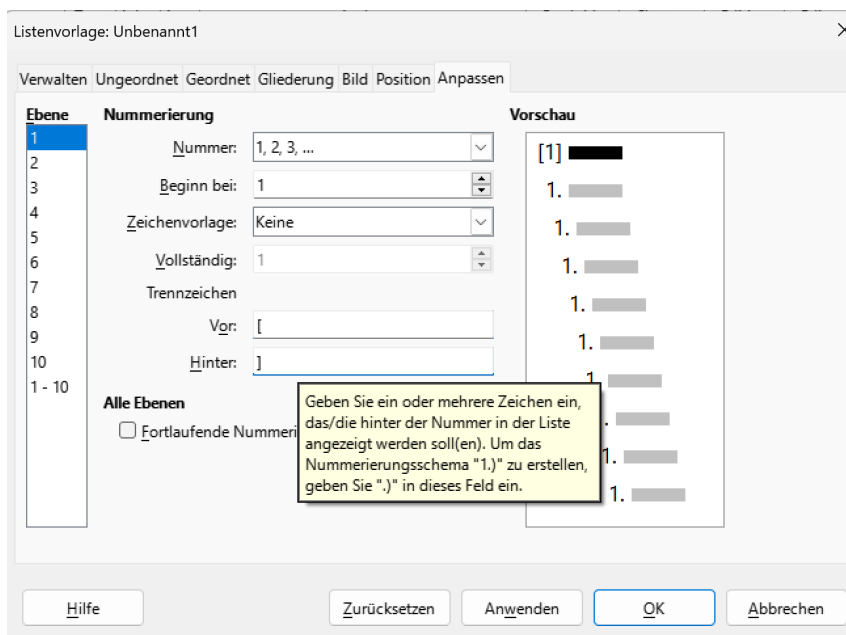 Listenvorlage: Unbenannt1
Verwalten Ungeordnet Geordnet Gliederung Bild Position Anpassen
Ebene
1
2
3
4
5
6
7
8
9
10
1 - 10
Nummerierung
Nummer: 1, 2, 3, ...
Beginn bei: 1
Zeichenvorlage: Keine
Vollständig: 1
Trennzeichen
Vor: [
Hinter: ]
Alle Ebenen
Fortlaufende Nummeri
Geben Sie ein oder mehrere Zeichen ein,
das/die hinter der Nummer in der Liste
angezeigt werden soll(en). Um das
Nummerierungsschema "1.)" zu erstellen,
geben Sie ".)" in dieses Feld ein.
Vorschau
[1]
1.
1.
1.
1.
1.
1.
.
1.
1.
Hilfe Zurücksetzen Anwenden OK Abbrechen